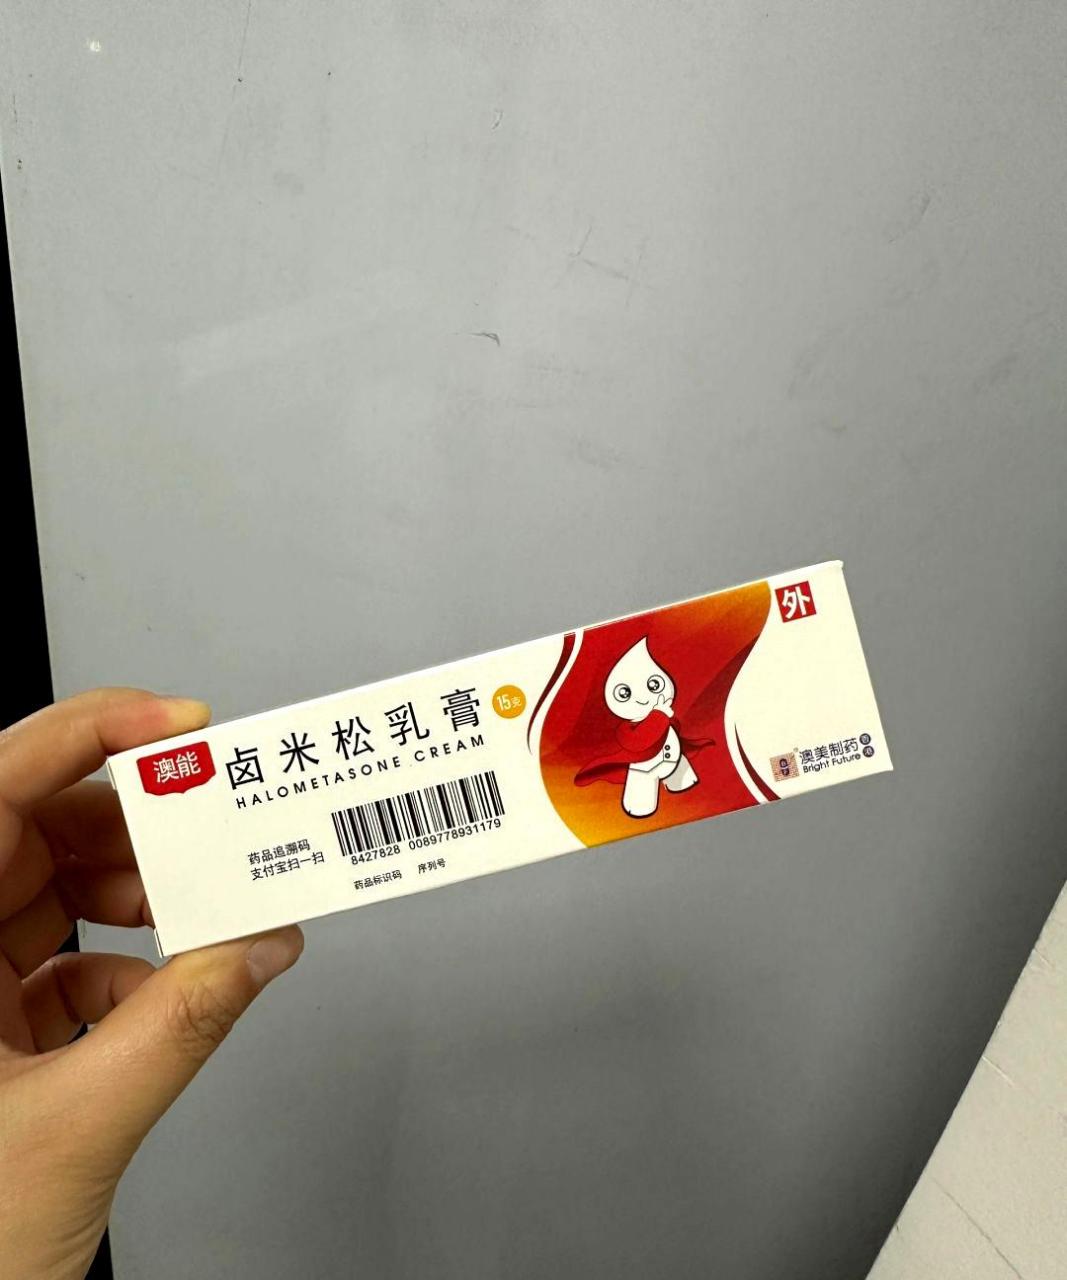 澳能
卤米松乳膏
15克
HALOMETASONE CREAM
药品追溯码
支付宝扫一扫
8427828 0089778931179
药品标识码 序列号
外
澳美制药
Bright Future
香港